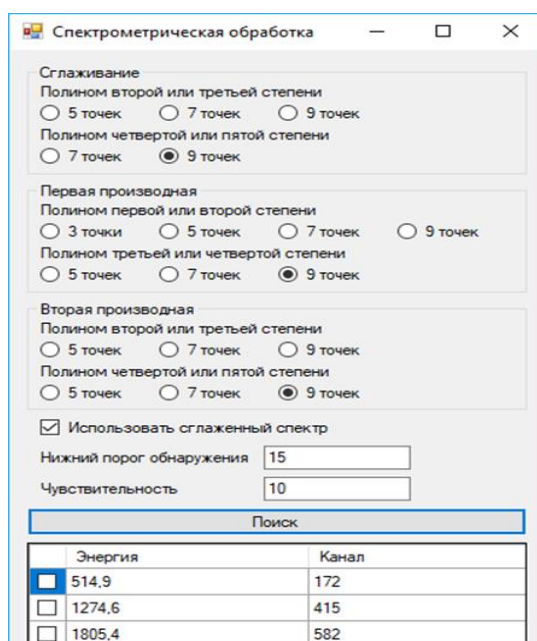 Спектрометрическая обработка
Сглаживание
Полином второй или третьей степени
5 точек 7 точек 9 точек
Полином четвертой или пятой степени
7 точек 9 точек
Первая производная
Полином первой или второй степени
3 точки 5 точек 7 точек 9 точек
Полином третьей или четвертой степени
5 точек 7 точек 9 точек
Вторая производная
Полином второй или третьей степени
5 точек 7 точек 9 точек
Полином четвертой или пятой степени
5 точек 7 точек 9 точек
Использовать сглаженный спектр
Нижний порог обнаружения 15
Чувствительность 10
Поиск
Энергия Канал
514,9 172
1274,6 415
1805,4 582